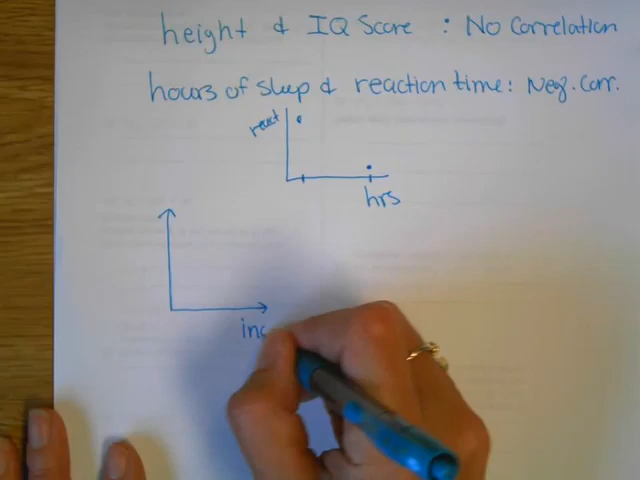 height & IQ Score : No Correlation
hours of sleep & reaction time: Neg. Corr.
react
hrs
inc